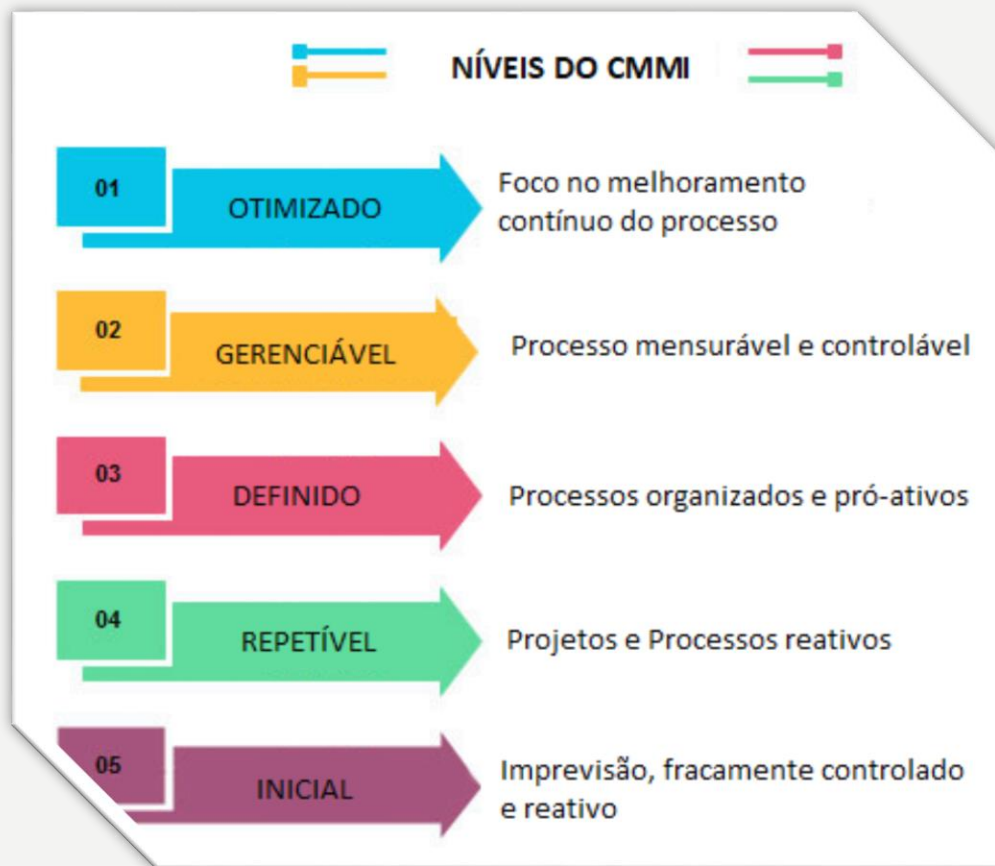 NÍVEIS DO CMMI
01
OTIMIZADO
Foco no melhoramento
contínuo do processo
02
GERENCIÁVEL
Processo mensurável e controlável
03
DEFINIDO
Processos organizados e pró-ativos
04
REPETÍVEL
Projetos e Processos reativos
05
INICIAL
Imprevisão, fracamente controlado
e reativo